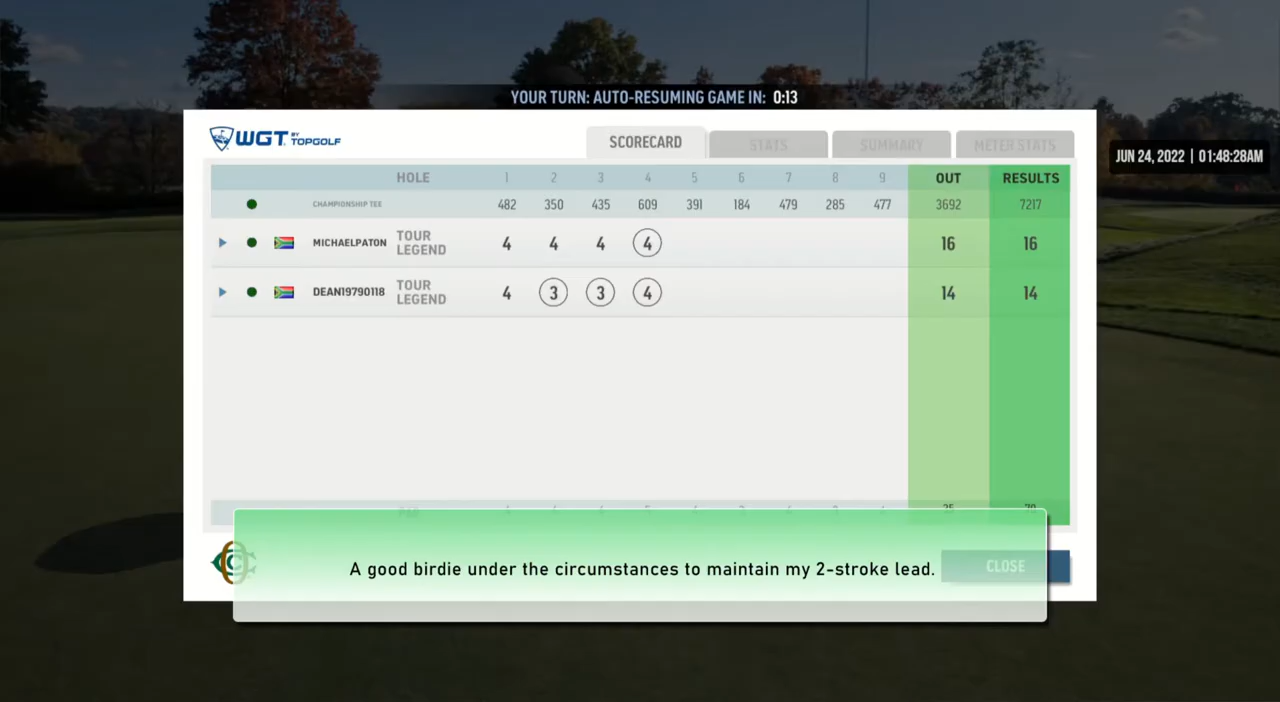 YOUR TURN: AUTO-RESUMING GAME IN: 0:13
WGT. BY TOPGOLF
SCORECARD STATS SUMMARY METER STATS
JUN 24, 2022 | 01:48:28AM
HOLE 1 2 3 4 5 6 7 8 9 OUT RESULTS
CHAMPIONSHIP TEE 482 350 435 609 391 184 479 285 477 3692 7217
MICHAELPATON TOUR LEGEND 4 4 4 4 16 16
DEAN19790118 TOUR LEGEND 4 3 3 4 14 14
A good birdie under the circumstances to maintain my 2-stroke lead.
CLOSE